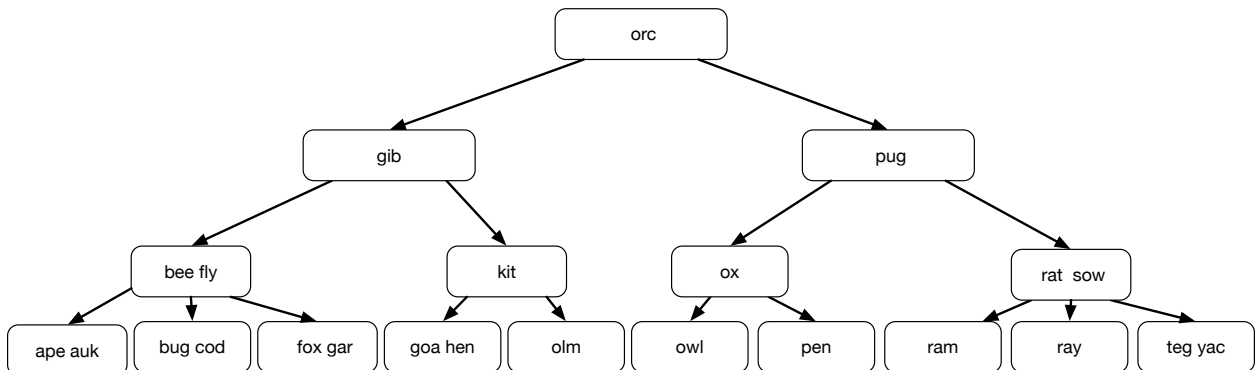 orc
gib
pug
bee fly
kit
ox
rat sow
ape auk
bug cod
fox gar
goa hen
olm
owl
pen
ram
ray
teg yac